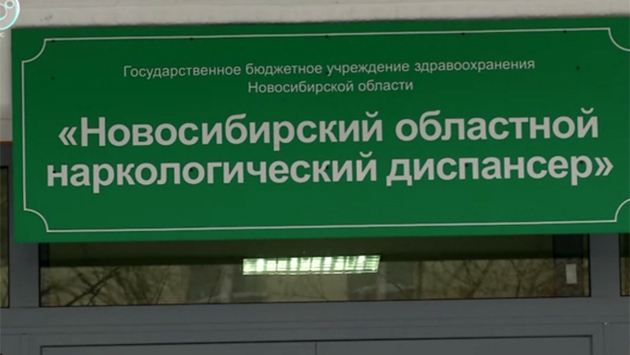 Государственное бюджетное учреждение здравоохранения
Новосибирской области
«Новосибирский областной
наркологический диспансер»